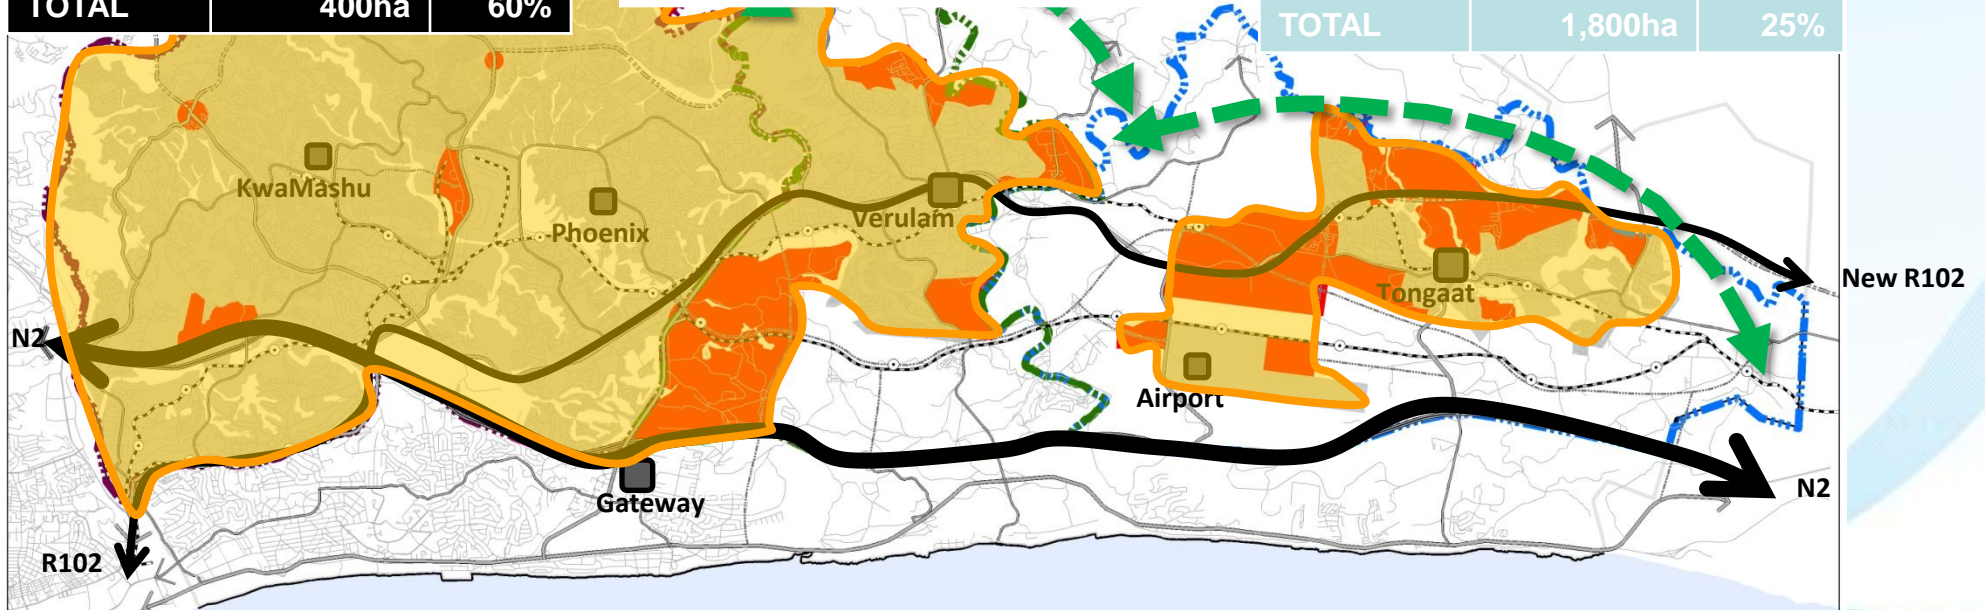 TOTAL 400ha 60%
TOTAL 1,800ha 25%
KwaMashu
Phoenix
Verulam
New R102
Tongaat
N2
Airport
N2
Gateway
R102